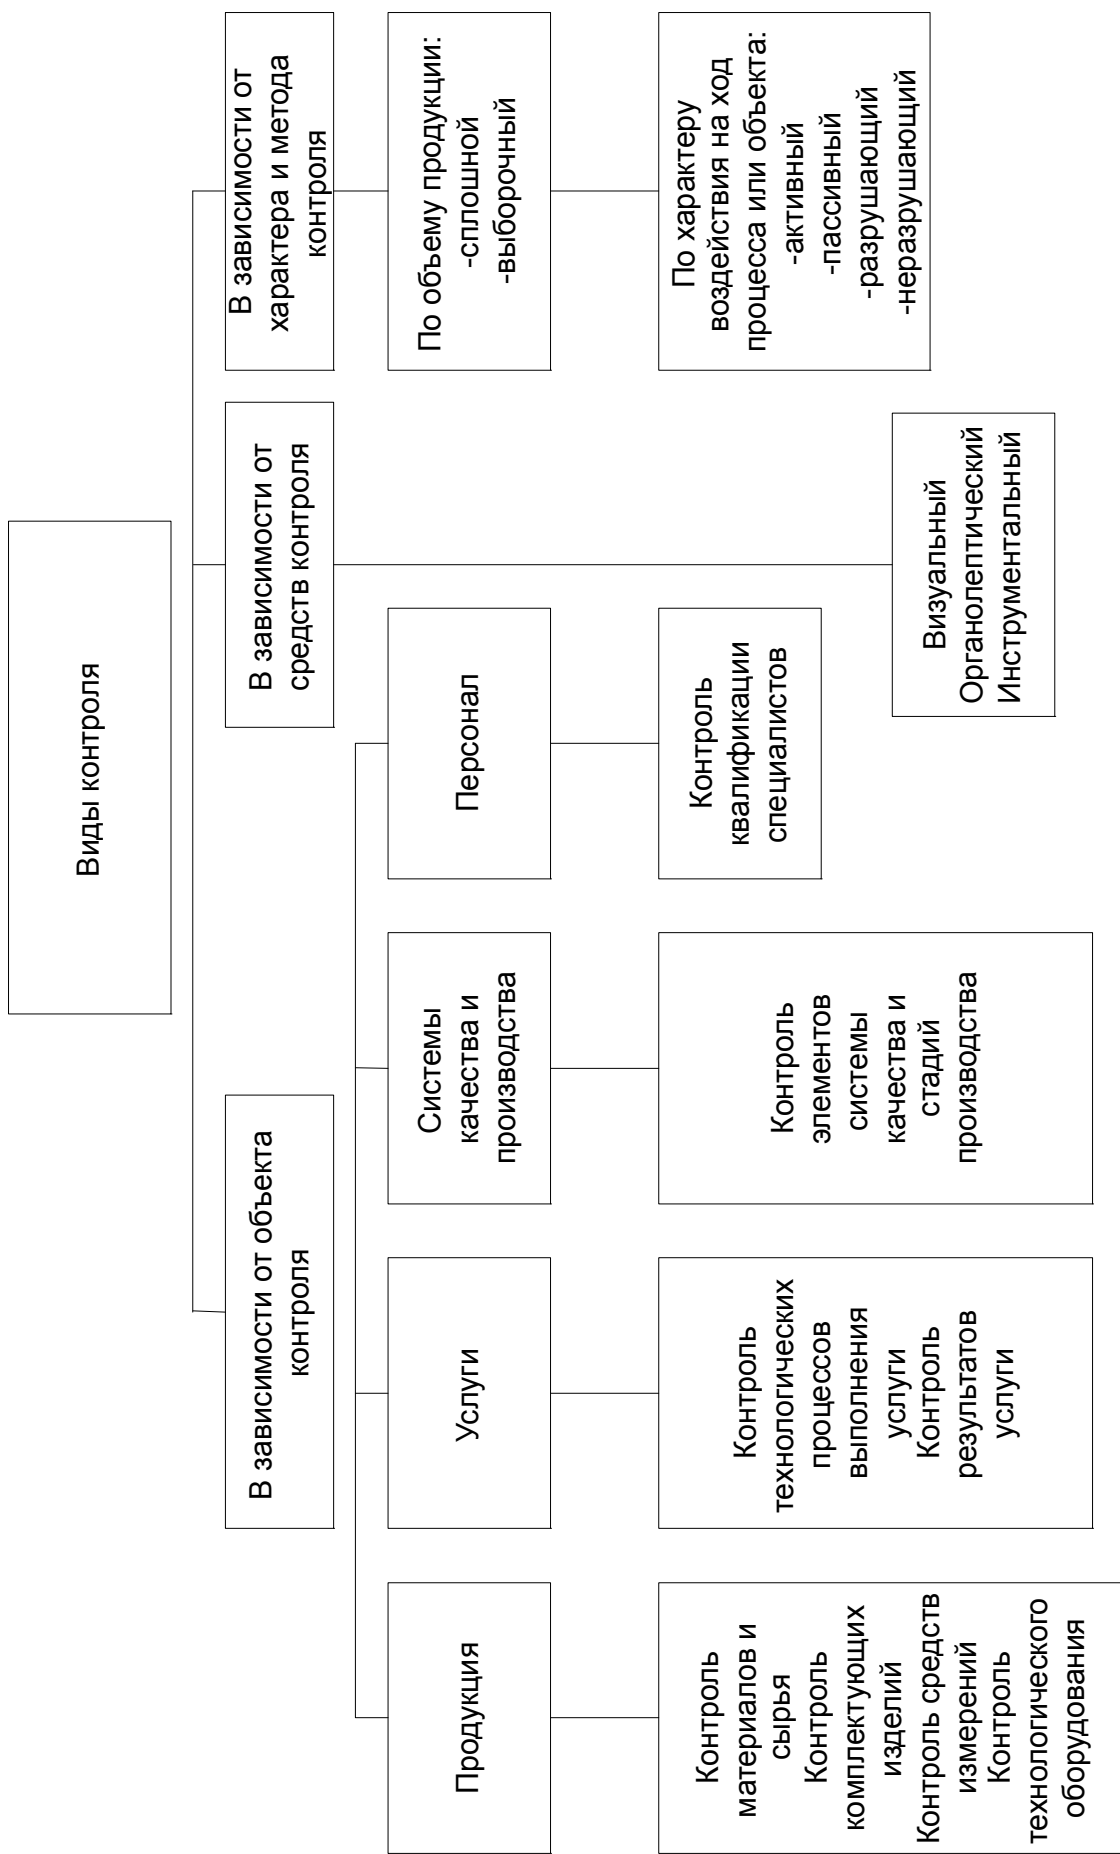 Виды контроля
В зависимости от объекта
контроля
В зависимости от
средств контроля
В зависимости от
характера и метода
контроля
Продукция
Услуги
Системы
качества и
производства
Персонал
По объему продукции:
-сплошной
-выборочный
Контроль
материалов и
сырья
Контроль
комплектующих
изделий
Контроль средств
измерений
Контроль
технологического
оборудования
Контроль
технологических
процессов
выполнения
услуги
Контроль
результатов
услуги
Контроль
элементов
системы
качества и
стадий
производства
Контроль
квалификации
специалистов
По характеру
воздействия на ход
процесса или объекта:
-активный
-пассивный
-разрушающий
-неразрушающий
Визуальный
Органолептический
Инструментальный